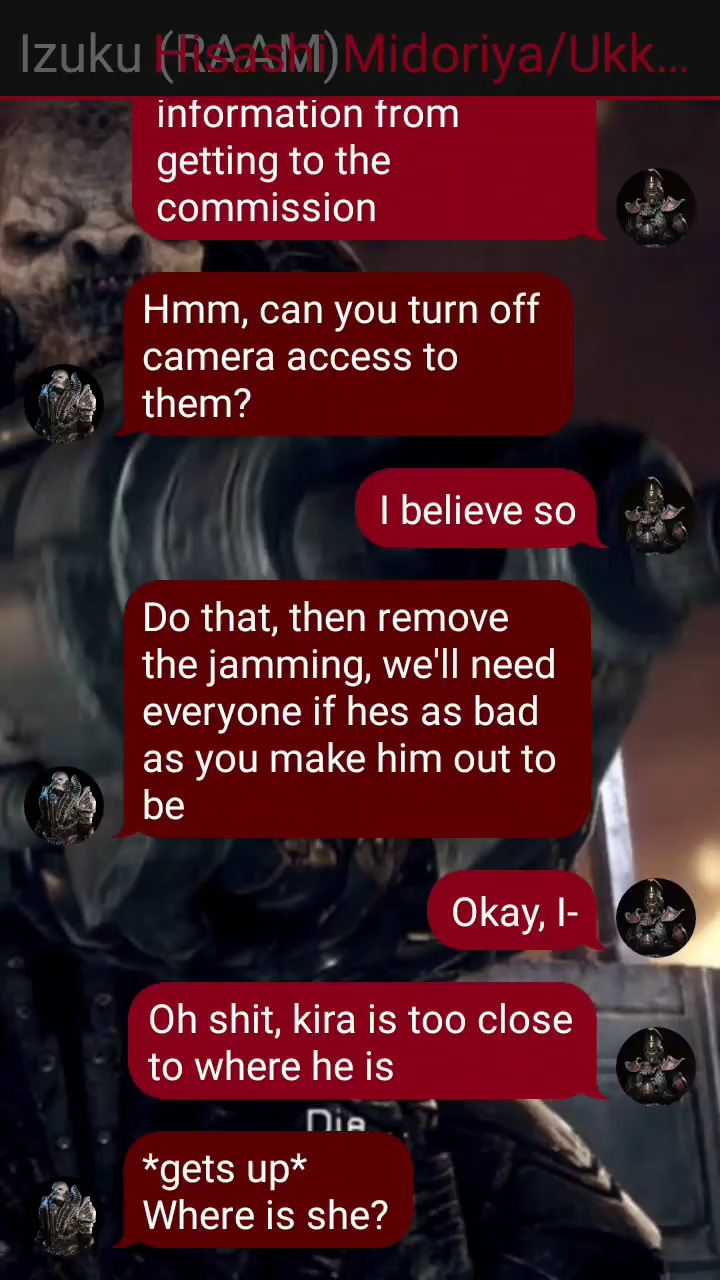 Izuku (RAAM)
Hisashi Midoriya/Ukk...
information from
getting to the
commission
Hmm, can you turn off
camera access to
them?
I believe so
Do that, then remove
the jamming, we'll need
everyone if hes as bad
as you make him out to
be
Okay, I-
Oh shit, kira is too close
to where he is
Die
*gets up*
Where is she?